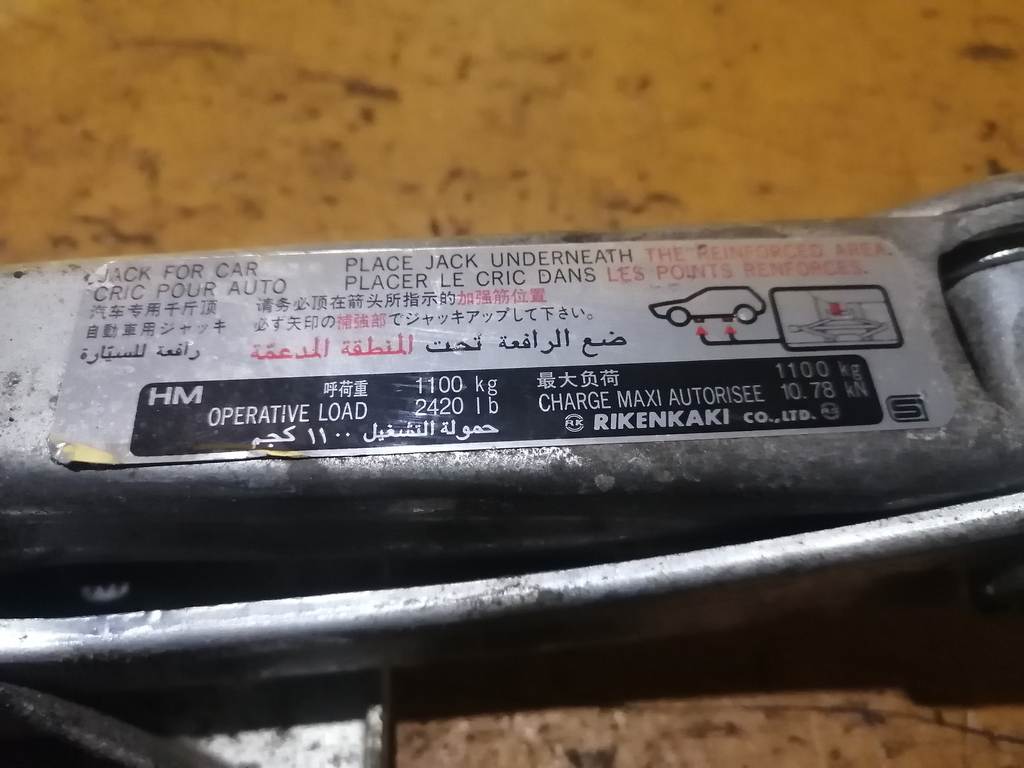 JACK FOR CAR
CRIC POUR AUTO
汽车专用千斤顶
自動車用ジャッキ
رافعة للسيّارة
PLACE JACK UNDERNEATH THE REINFORCED AREA.
PLACER LE CRIC DANS LES POINTS RENFORCES.
请务必顶在箭头所指示的加强筋位置
必ず矢印の補強部でジャッキアップして下さい。
ضع الرافعة تحت المنطقة المدعمّة
HM
呼荷重 1100 kg
OPERATIVE LOAD 2420 lb
حمولة التشغيل ١١٠٠ كجم
最大负荷 1100 kg
CHARGE MAXI AUTORISEE 10.78 kN
RK RIKENKAKI CO.,LTD.